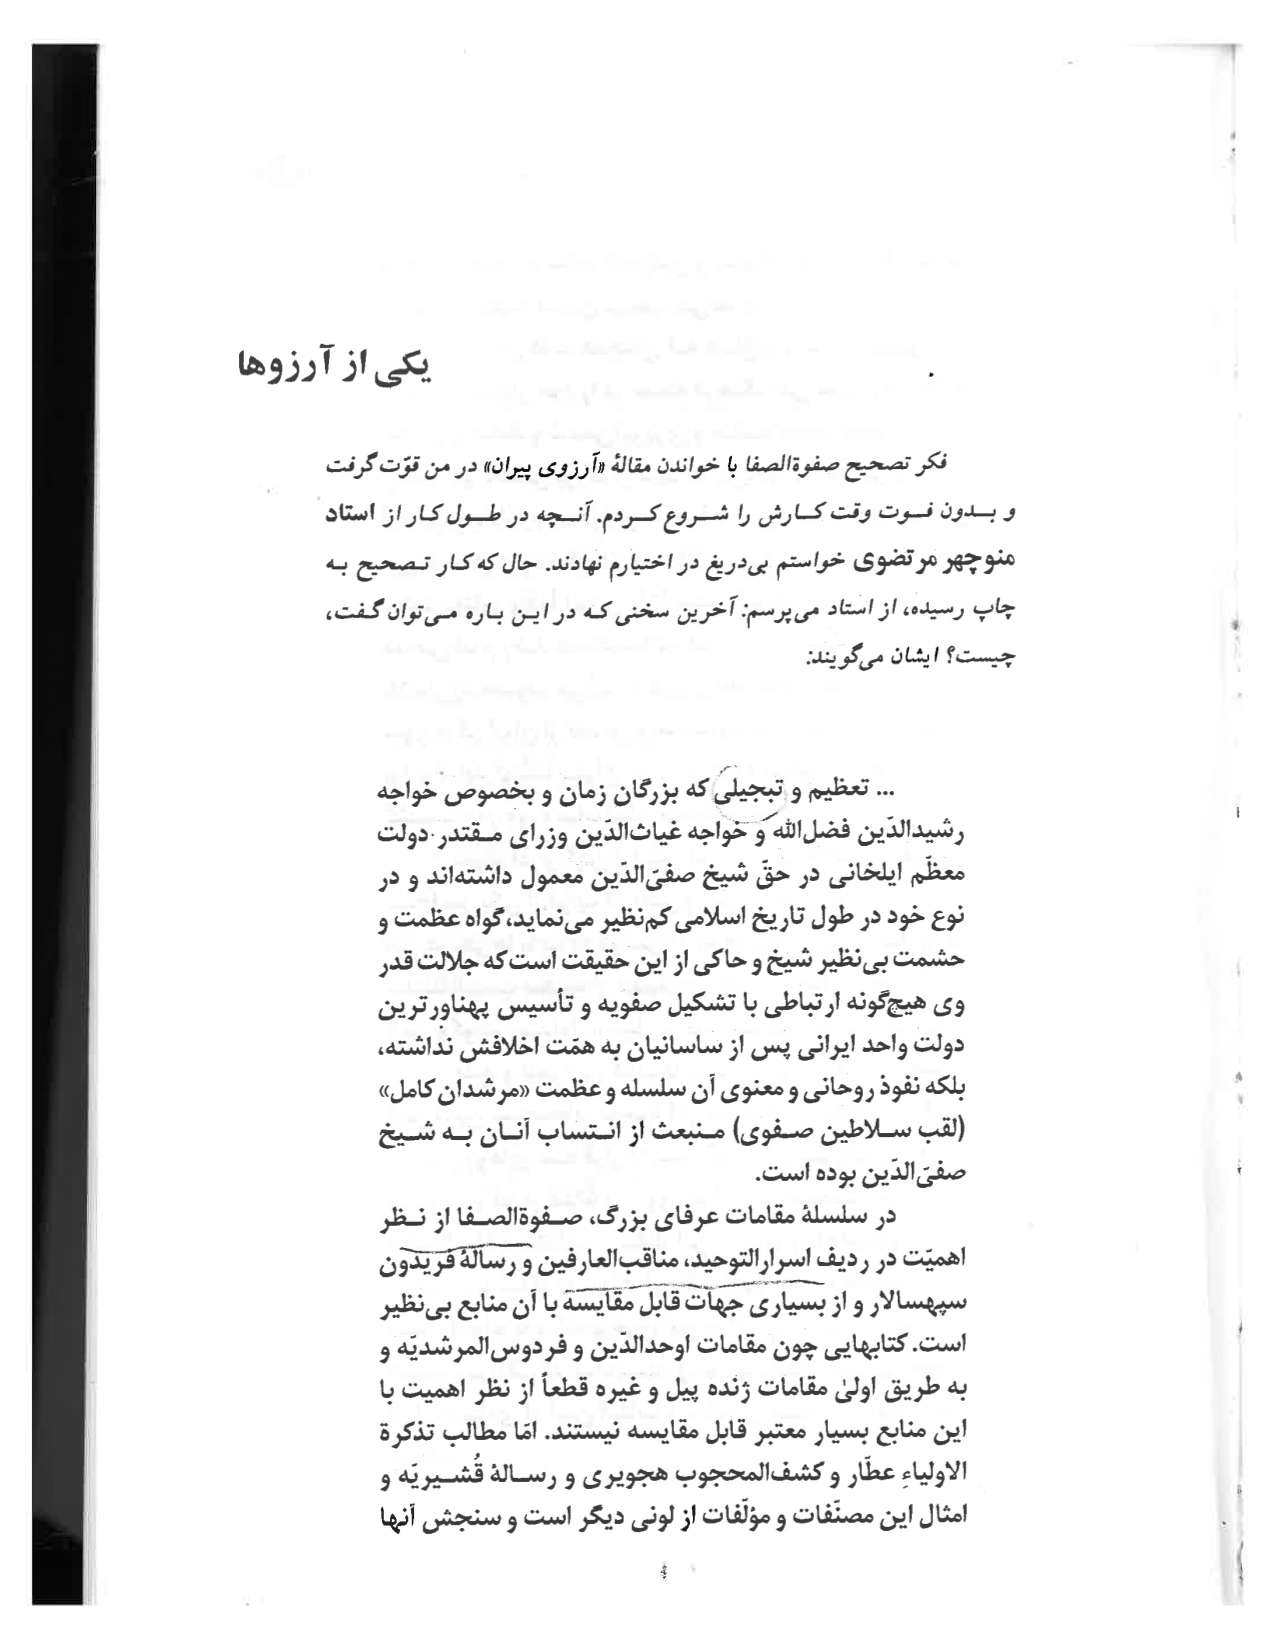 یکی از آرزوها
فکر تصحیح صفوةالصفا با خواندن مقالهٔ «آرزوی پیران» در من قوّت گرفت
و بدون فوت وقت کارش را شروع کردم. آنچه در طول کار از استاد
منوچهر مرتضوی خواستم بی‌دریغ در اختیارم نهادند. حال که کار تصحیح به
چاپ رسیده، از استاد می‌پرسم: آخرین سخنی که در این باره می‌توان گفت،
چیست؟ ایشان می‌گویند:
... تعظیم و تبجیلی که بزرگان زمان و بخصوص خواجه
رشیدالدّین فضل‌الله و خواجه غیاث‌الدّین وزرای مقتدر دولت
معظّم ایلخانی در حقّ شیخ صفیّ‌الدّین معمول داشته‌اند و در
نوع خود در طول تاریخ اسلامی کم‌نظیر می‌نماید، گواه عظمت و
حشمت بی‌نظیر شیخ و حاکی از این حقیقت است که جلالت قدر
وی هیچ‌گونه ارتباطی با تشکیل صفویه و تأسیس پهناورترین
دولت واحد ایرانی پس از ساسانیان به همّت اخلافش نداشته،
بلکه نفوذ روحانی و معنوی آن سلسله و عظمت «مرشدان کامل»
(لقب سلاطین صفوی) منبعث از انتساب آنان به شیخ
صفیّ‌الدّین بوده است.
در سلسلهٔ مقامات عرفای بزرگ، صفوةالصفا از نظر
اهمیّت در ردیف اسرارالتوحید، مناقب‌العارفین و رسالهٔ فریدون
سپهسالار و از بسیاری جهات قابل مقایسه با آن منابع بی‌نظیر
است. کتابهایی چون مقامات اوحدالدّین و فردوس‌المرشدیّه و
به طریق اولیٰ مقامات ژنده پیل و غیره قطعاً از نظر اهمیت با
این منابع بسیار معتبر قابل مقایسه نیستند. امّا مطالب تذکرة
الاولیاءِ عطّار و کشف‌المحجوب هجویری و رسالهٔ قُشیریّه و
امثال این مصنّفات و مؤلّفات از لونی دیگر است و سنجش آنها